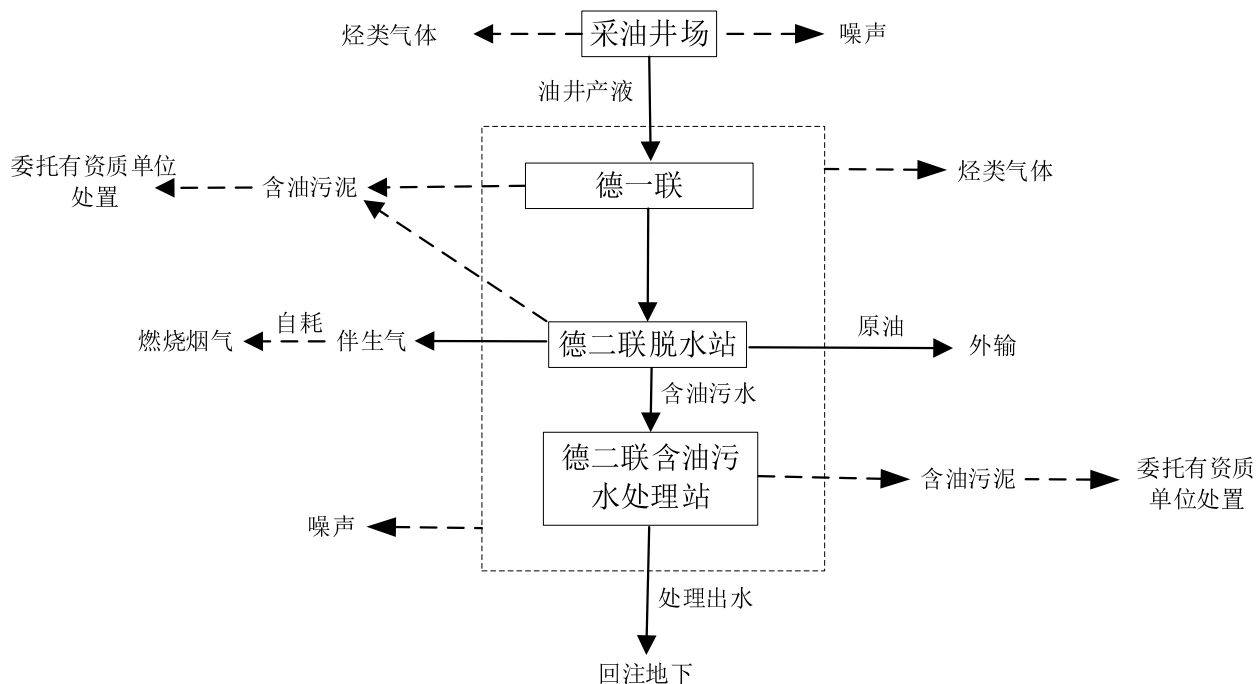 烃类气体
采油井场
噪声
油井产液
委托有资质单位
处置
含油污泥
德一联
烃类气体
燃烧烟气
自耗
伴生气
德二联脱水站
原油
外输
含油污水
德二联含油污
水处理站
含油污泥
委托有资质
单位处置
噪声
处理出水
回注地下